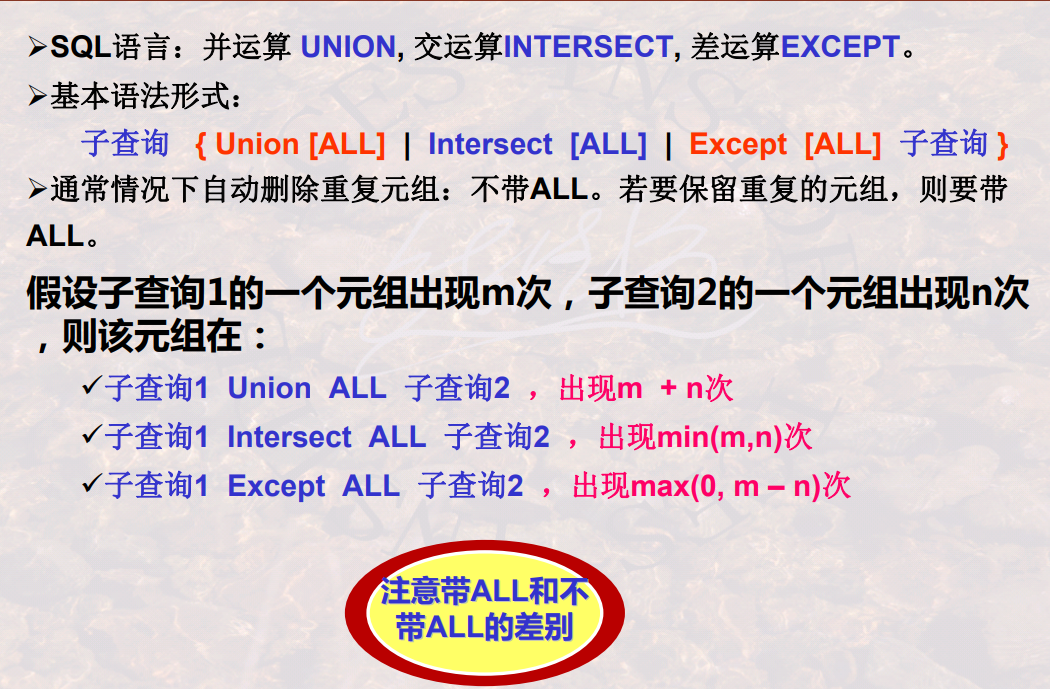 ➢SQL语言：并运算 UNION, 交运算INTERSECT, 差运算EXCEPT。
➢基本语法形式：
子查询 { Union [ALL] | Intersect [ALL] | Except [ALL] 子查询 }
➢通常情况下自动删除重复元组：不带ALL。若要保留重复的元组，则要带
ALL。
假设子查询1的一个元组出现m次，子查询2的一个元组出现n次
，则该元组在：
✓子查询1 Union ALL 子查询2 ，出现m + n次
✓子查询1 Intersect ALL 子查询2 ，出现min(m,n)次
✓子查询1 Except ALL 子查询2 ，出现max(0, m – n)次
注意带ALL和不
带ALL的差别